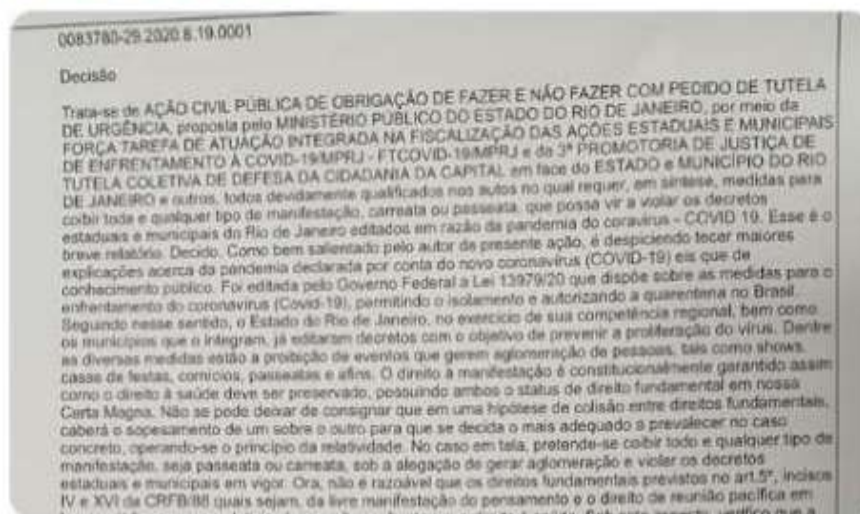 0083780-29.2020.8.19.0001
Decisão
Trata-se de AÇÃO CIVIL PÚBLICA DE OBRIGAÇÃO DE FAZER E NÃO FAZER COM PEDIDO DE TUTELA
DE URGÊNCIA, proposta pelo MINISTÉRIO PÚBLICO DO ESTADO DO RIO DE JANEIRO, por meio da
FORÇA TAREFA DE ATUAÇÃO INTEGRADA NA FISCALIZAÇÃO DAS AÇÕES ESTADUAIS E MUNICIPAIS
DE ENFRENTAMENTO À COVID-19/MPRJ - FTCOVID-19/MPRJ e da 3ª PROMOTORIA DE JUSTIÇA DE
TUTELA COLETIVA DE DEFESA DA CIDADANIA DA CAPITAL em face do ESTADO e MUNICÍPIO DO RIO
DE JANEIRO e outros, todos devidamente qualificados nos autos no qual requer, em síntese, medidas para
coibir toda e qualquer tipo de manifestação, carreata ou passeata, que possa vir a violar os decretos
estaduais e municipais do Rio de Janeiro editados em razão da pandemia do coravírus - COVID 19. Esse é o
breve relatório. Decido. Como bem salientado pelo autor da presente ação, é despiciendo tecer maiores
explicações acerca da pandemia declarada por conta do novo coronavírus (COVID-19) eis que de
conhecimento público. Foi editada pelo Governo Federal a Lei 13979/20 que dispõe sobre as medidas para o
enfrentamento do coronavírus (Covid-19), permitindo o isolamento e autorizando a quarentena no Brasil.
Seguindo nesse sentido, o Estado do Rio de Janeiro, no exercício de sua competência regional, bem como
os municípios que o integram, já editaram decretos com o objetivo de prevenir a proliferação do vírus. Dentre
as diversas medidas estão a proibição de eventos que gerem aglomeração de pessoas, tais como shows,
casas de festas, comícios, passeatas e afins. O direito à manifestação é constitucionalmente garantido assim
como o direito à saúde deve ser preservado, possuindo ambos o status de direito fundamental em nossa
Carta Magna. Não se pode deixar de consignar que em uma hipótese de colisão entre direitos fundamentais,
caberá o sopesamento de um sobre o outro para que se decida o mais adequado a prevalecer no caso
concreto, operando-se o princípio da relatividade. No caso em tela, pretende-se coibir todo e qualquer tipo de
manifestação, seja passeata ou carreata, sob a alegação de gerar aglomeração e violar os decretos
estaduais e municipais em vigor. Ora, não é razoável que os direitos fundamentais previstos no art.5º, incisos
IV e XVI da CRFB/88 quais sejam, da livre manifestação do pensamento e o direito de reunião pacífica em
verifico que a